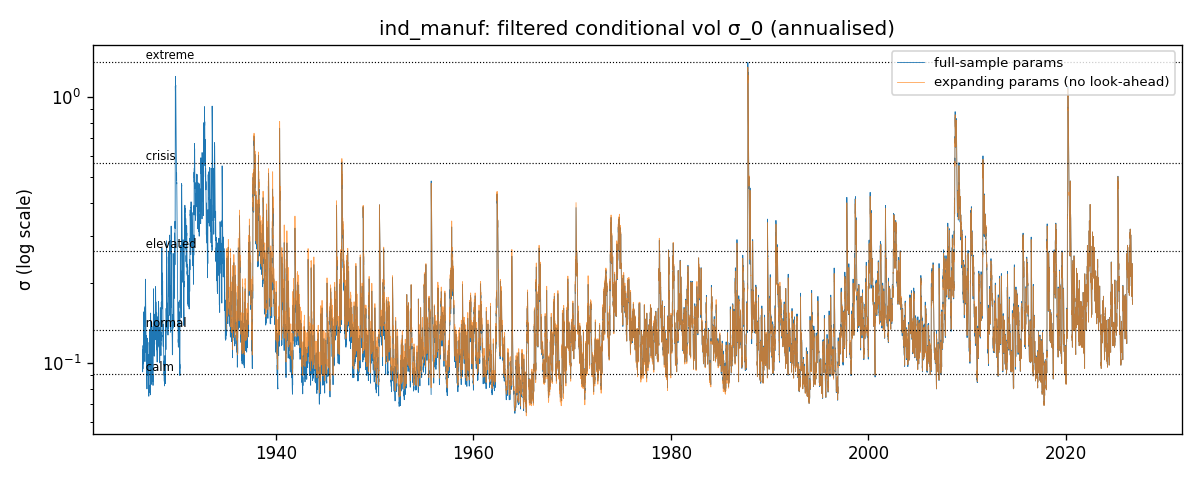 ind_manuf: filtered conditional vol σ_0 (annualised)
extreme
full-sample params
expanding params (no look-ahead)
10⁰
crisis
elevated
normal
10⁻¹
calm
σ (log scale)
1940 1960 1980 2000 2020